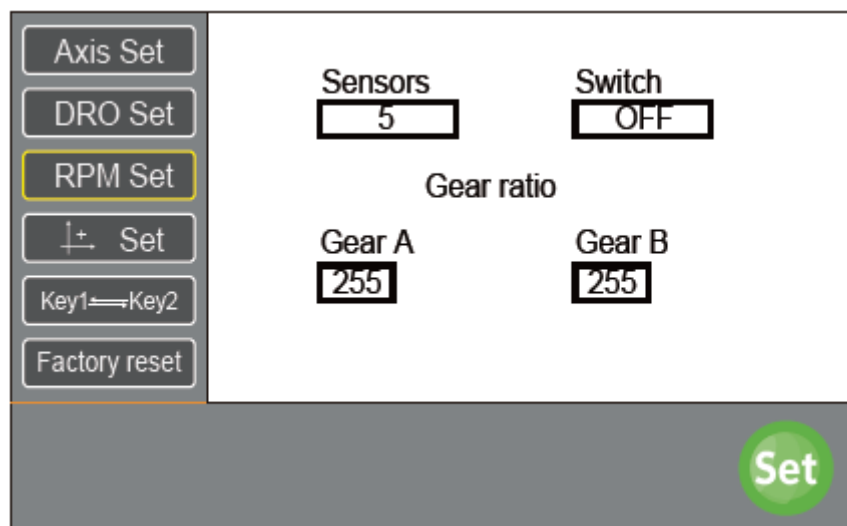 Axis Set
DRO Set
RPM Set
Set
Key1 Key2
Factory reset
Sensors Switch
5 OFF
Gear ratio
Gear A Gear B
255 255
Set